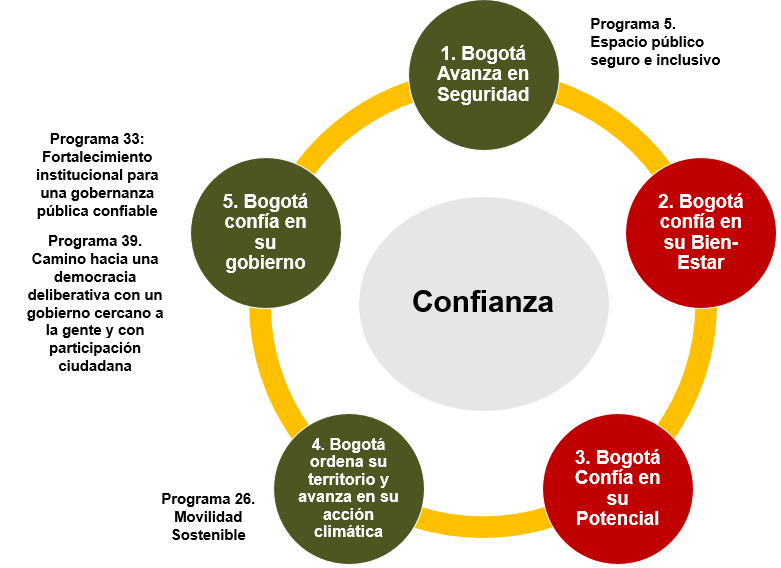 1. Bogotá
Avanza en
Seguridad
Programa 5.
Espacio público
seguro e inclusivo
2. Bogotá
confía en
su Bien-
Estar
3. Bogotá
Confía en
su
Potencial
4. Bogotá
ordena su
territorio y
avanza en su
acción
climática
Programa 26.
Movilidad
Sostenible
5. Bogotá
confía en
su
gobierno
Programa 33:
Fortalecimiento
institucional para
una gobernanza
pública confiable
Programa 39.
Camino hacia una
democracia
deliberativa con un
gobierno cercano a
la gente y con
participación
ciudadana
Confianza